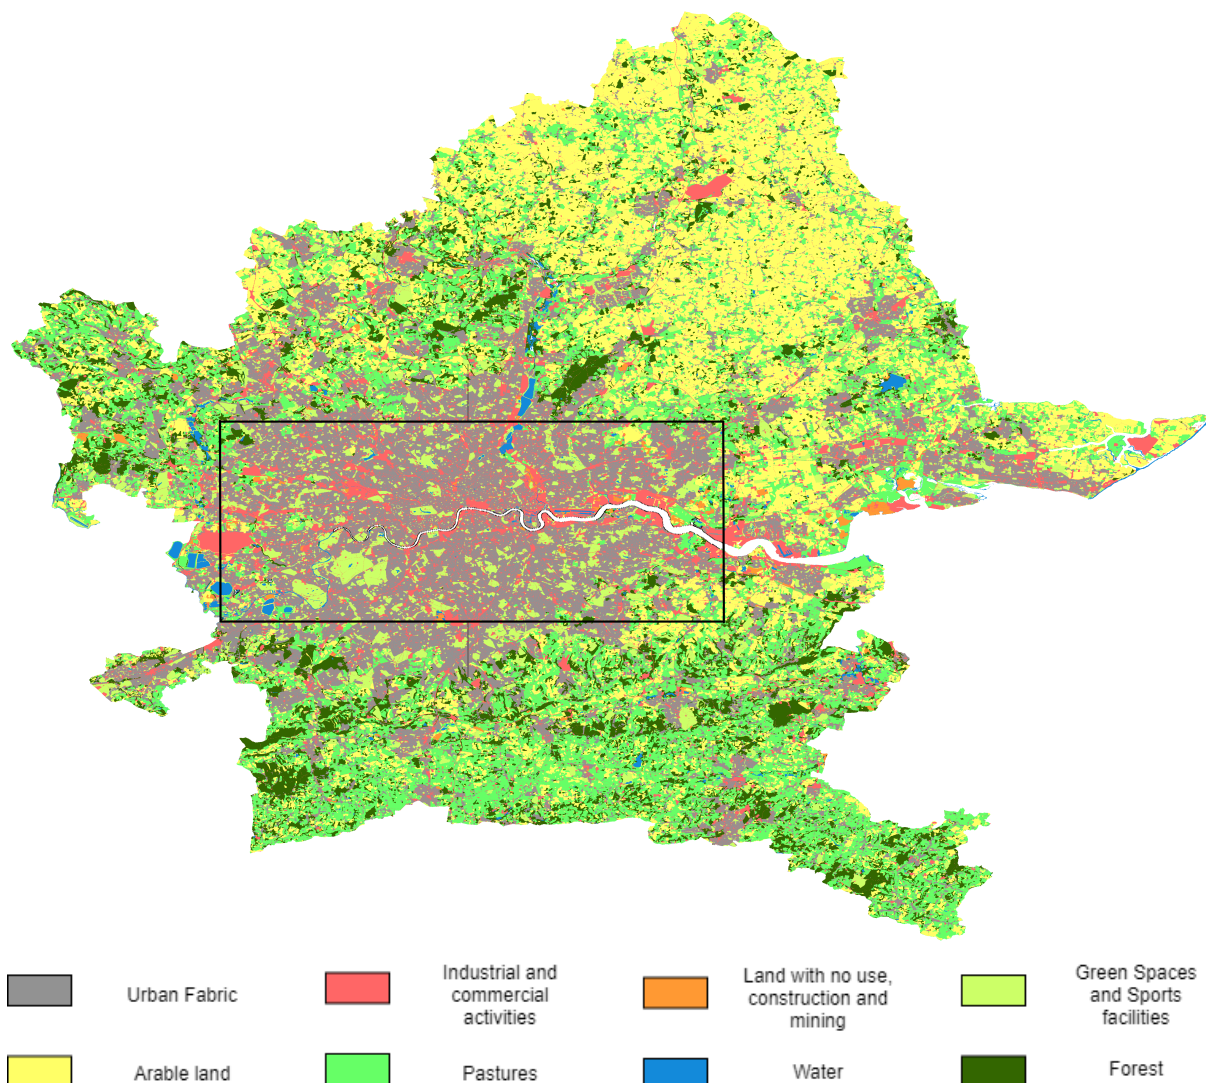 Urban Fabric
Industrial and
commercial
activities
Land with no use,
construction and
mining
Green Spaces
and Sports
facilities
Arable land
Pastures
Water
Forest